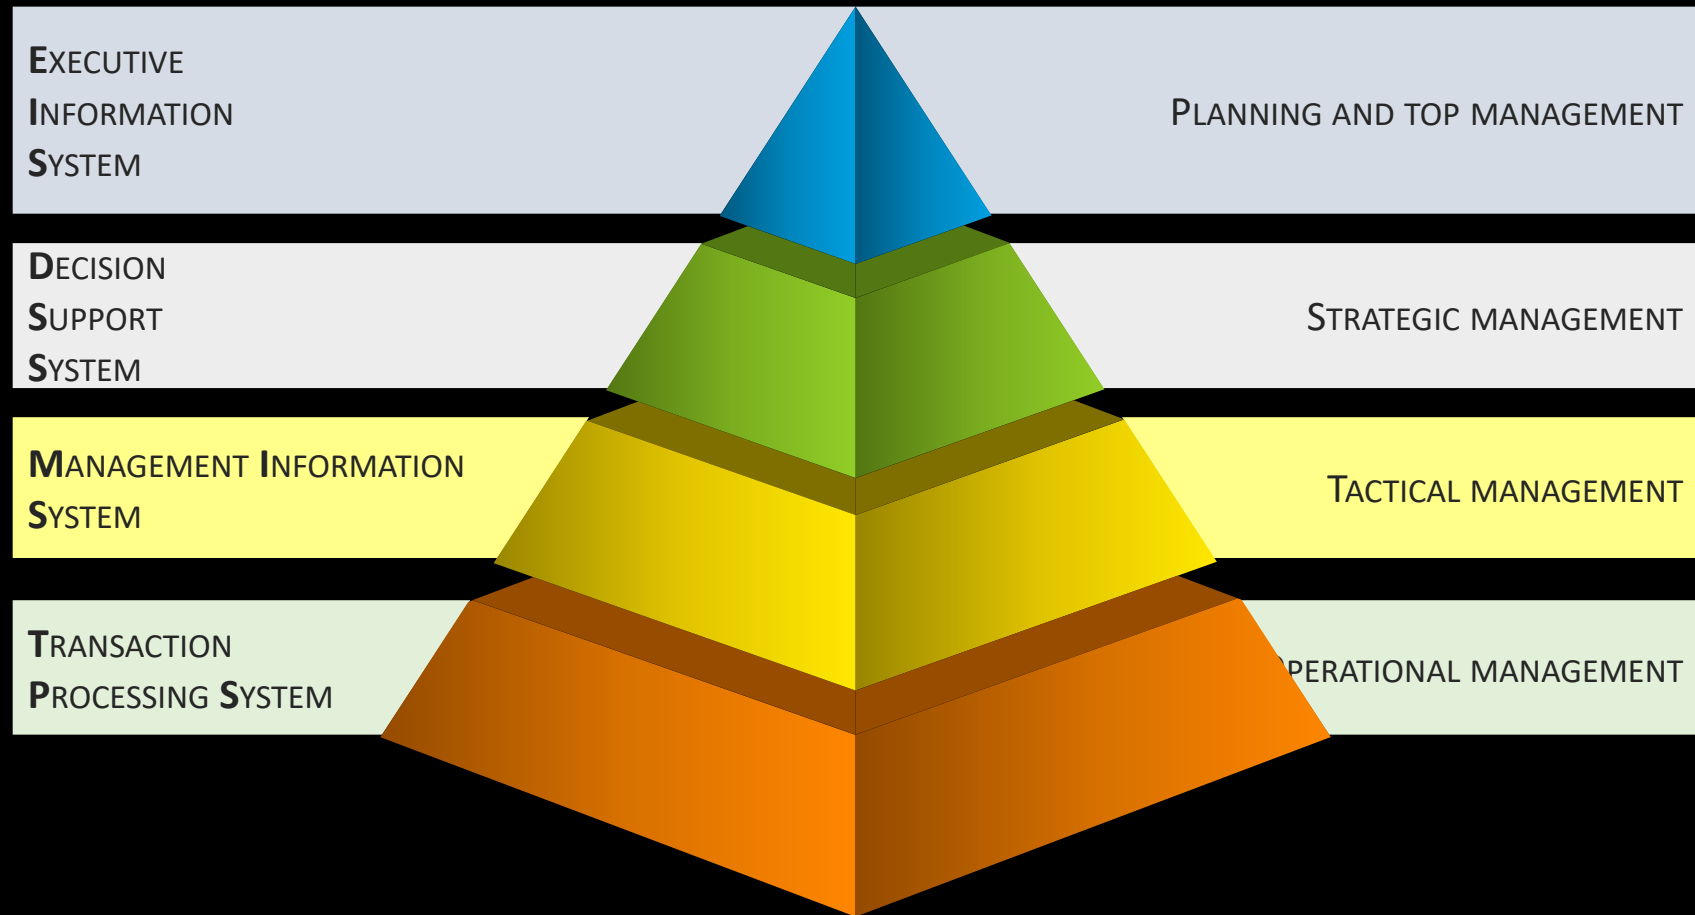 EXECUTIVE
INFORMATION
SYSTEM
PLANNING AND TOP MANAGEMENT
DECISION
SUPPORT
SYSTEM
STRATEGIC MANAGEMENT
MANAGEMENT INFORMATION
SYSTEM
TACTICAL MANAGEMENT
TRANSACTION
PROCESSING SYSTEM
OPERATIONAL MANAGEMENT